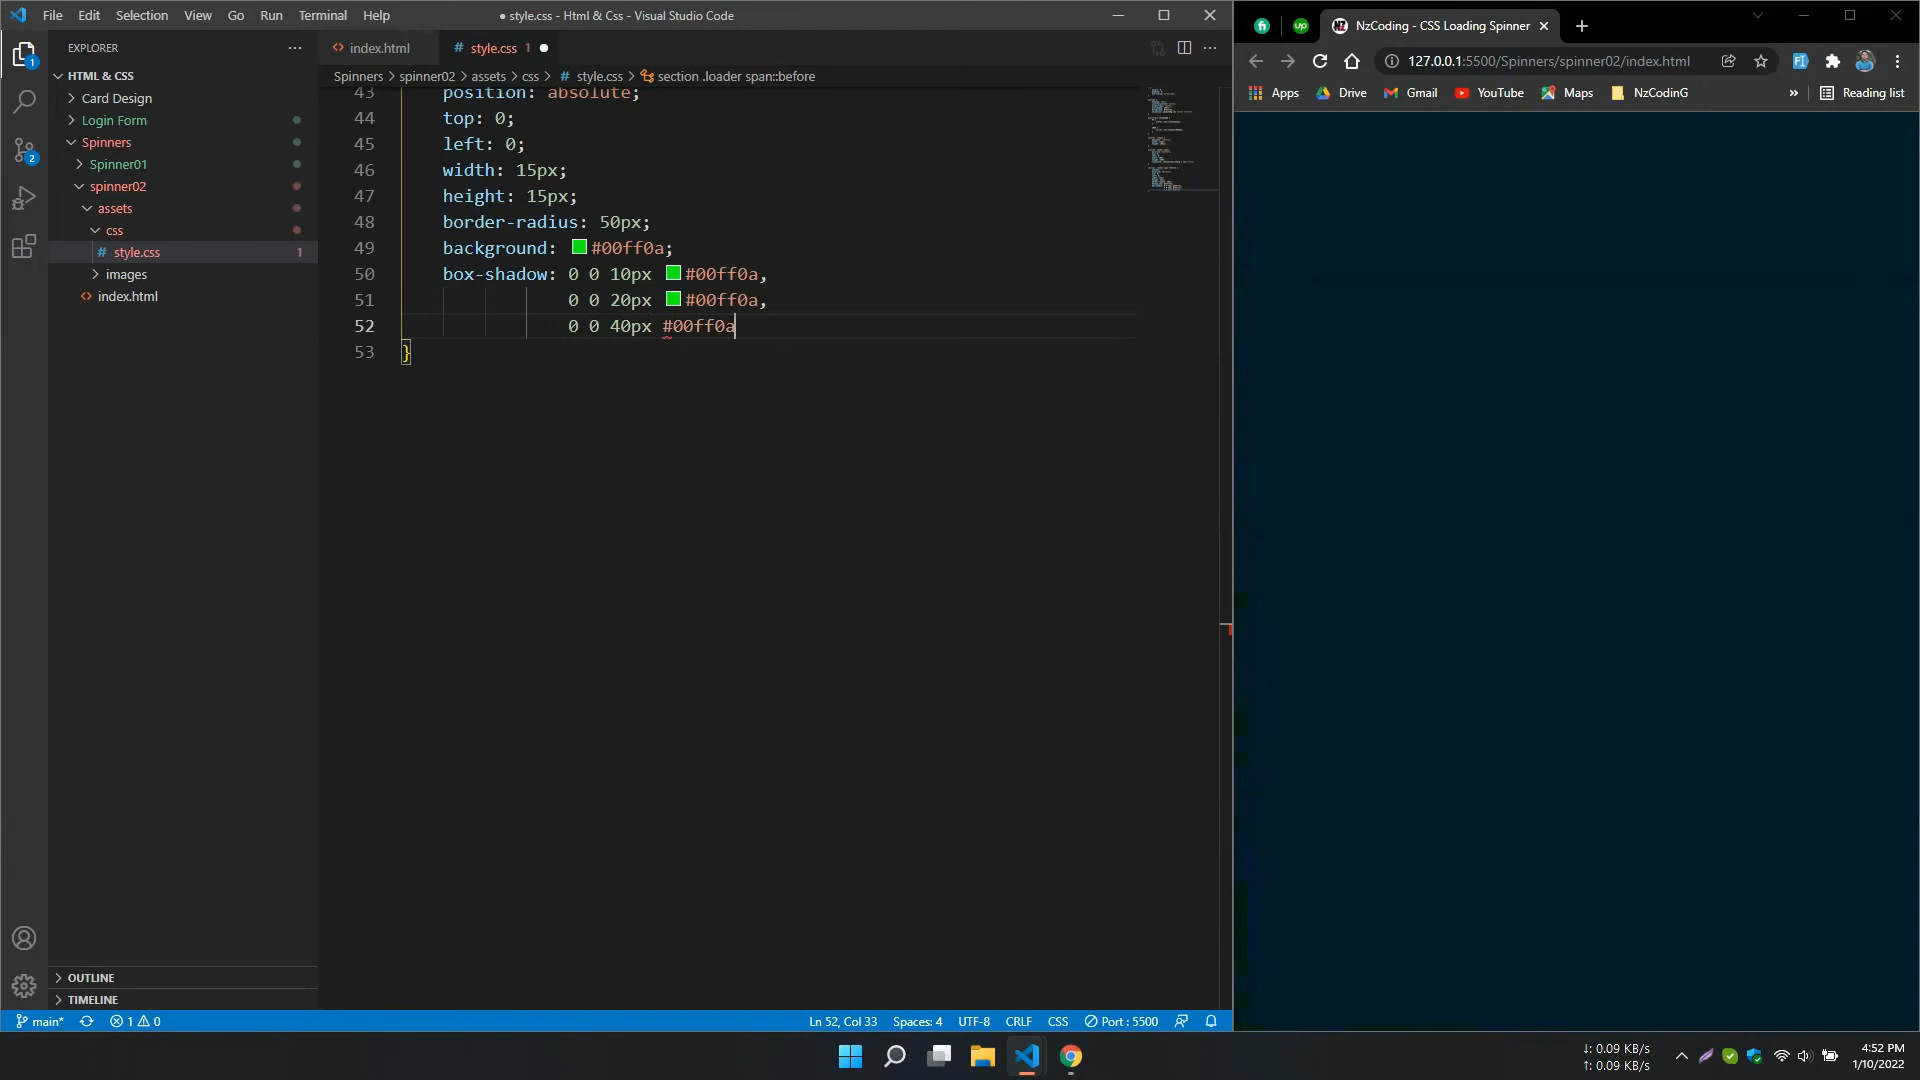 File Edit Selection View Go Run Terminal Help
● style.css - Html & Css - Visual Studio Code
EXPLORER
HTML & CSS
Card Design
Login Form
Spinners
Spinner01
spinner02
assets
css
# style.css 1
images
<> index.html
OUTLINE
TIMELINE
1
2
<> index.html
# style.css 1 ●
Spinners > spinner02 > assets > css > # style.css > section .loader span::before
43 position: absolute;
44 top: 0;
45 left: 0;
46 width: 15px;
47 height: 15px;
48 border-radius: 50px;
49 background: #00ff0a;
50 box-shadow: 0 0 10px #00ff0a,
51 0 0 20px #00ff0a,
52 0 0 40px #00ff0a
53 }
main*
1 0
Ln 52, Col 33 Spaces: 4 UTF-8 CRLF CSS Port : 5500
fi
up
NzCoding - CSS Loading Spinner
127.0.0.1:5500/Spinners/spinner02/index.html
Apps Drive Gmail YouTube Maps NzCodinG » Reading list
↓: 0.09 KB/s
↑: 0.09 KB/s
4:52 PM
1/10/2022